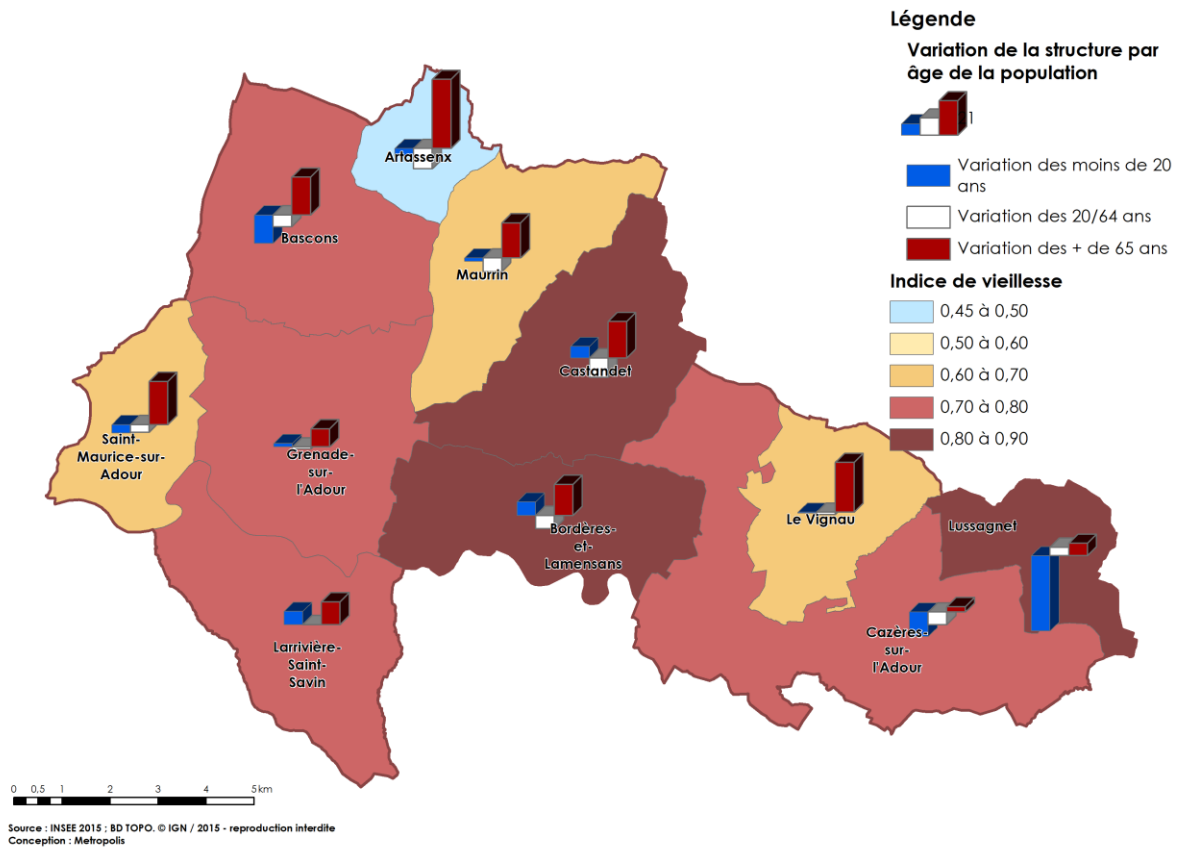 Légende
Variation de la structure par
âge de la population
1
Variation des moins de 20
ans
Variation des 20/64 ans
Variation des + de 65 ans
Indice de vieillesse
0,45 à 0,50
0,50 à 0,60
0,60 à 0,70
0,70 à 0,80
0,80 à 0,90
Artassenx
Bascons
Maurrin
Castandet
Saint-
Maurice-sur-
Adour
Grenade-
sur-
l'Adour
Le Vignau
Lussagnet
Bordères-
et-
Lamensans
Cazères-
sur-
l'Adour
Larrivière-
Saint-
Savin
0 0,5 1 2 3 4 5 km
Source : INSEE 2015 ; BD TOPO. © IGN / 2015 - reproduction interdite
Conception : Metropolis